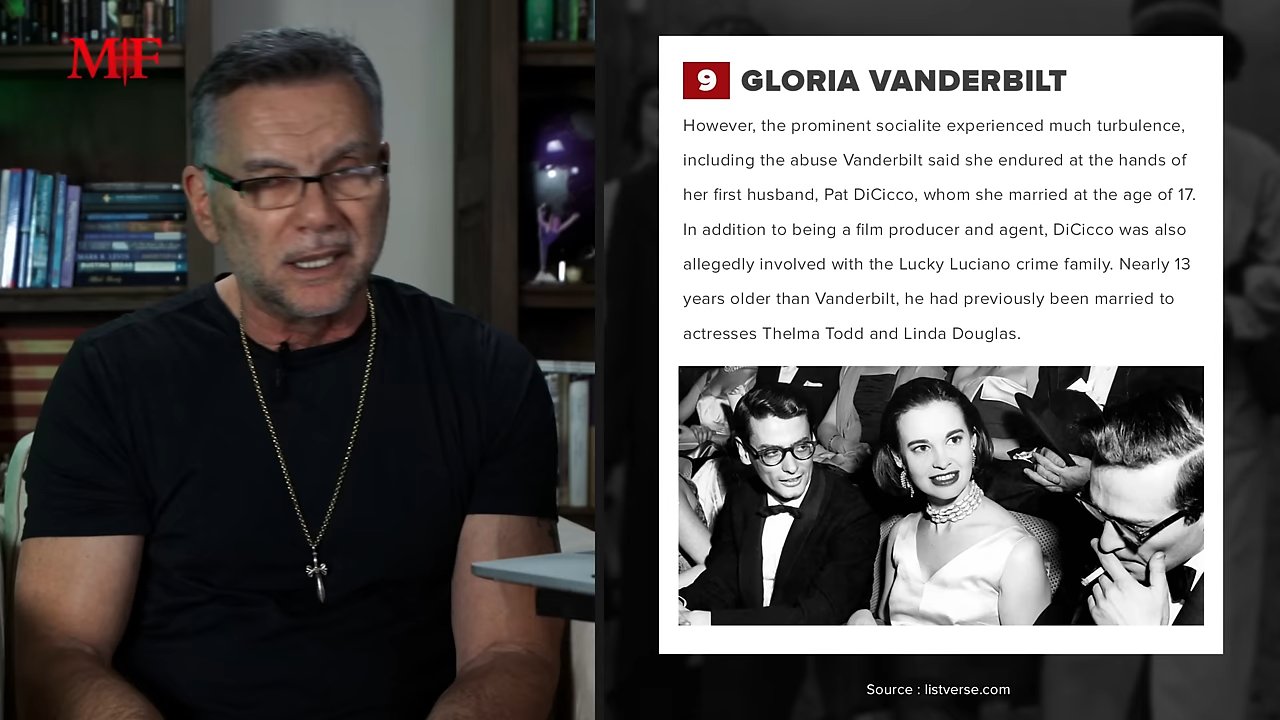 MF
9 GLORIA VANDERBILT
However, the prominent socialite experienced much turbulence,
including the abuse Vanderbilt said she endured at the hands of
her first husband, Pat DiCicco, whom she married at the age of 17.
In addition to being a film producer and agent, DiCicco was also
allegedly involved with the Lucky Luciano crime family. Nearly 13
years older than Vanderbilt, he had previously been married to
actresses Thelma Todd and Linda Douglas.
MARK R. LEVIN
Source : listverse.com